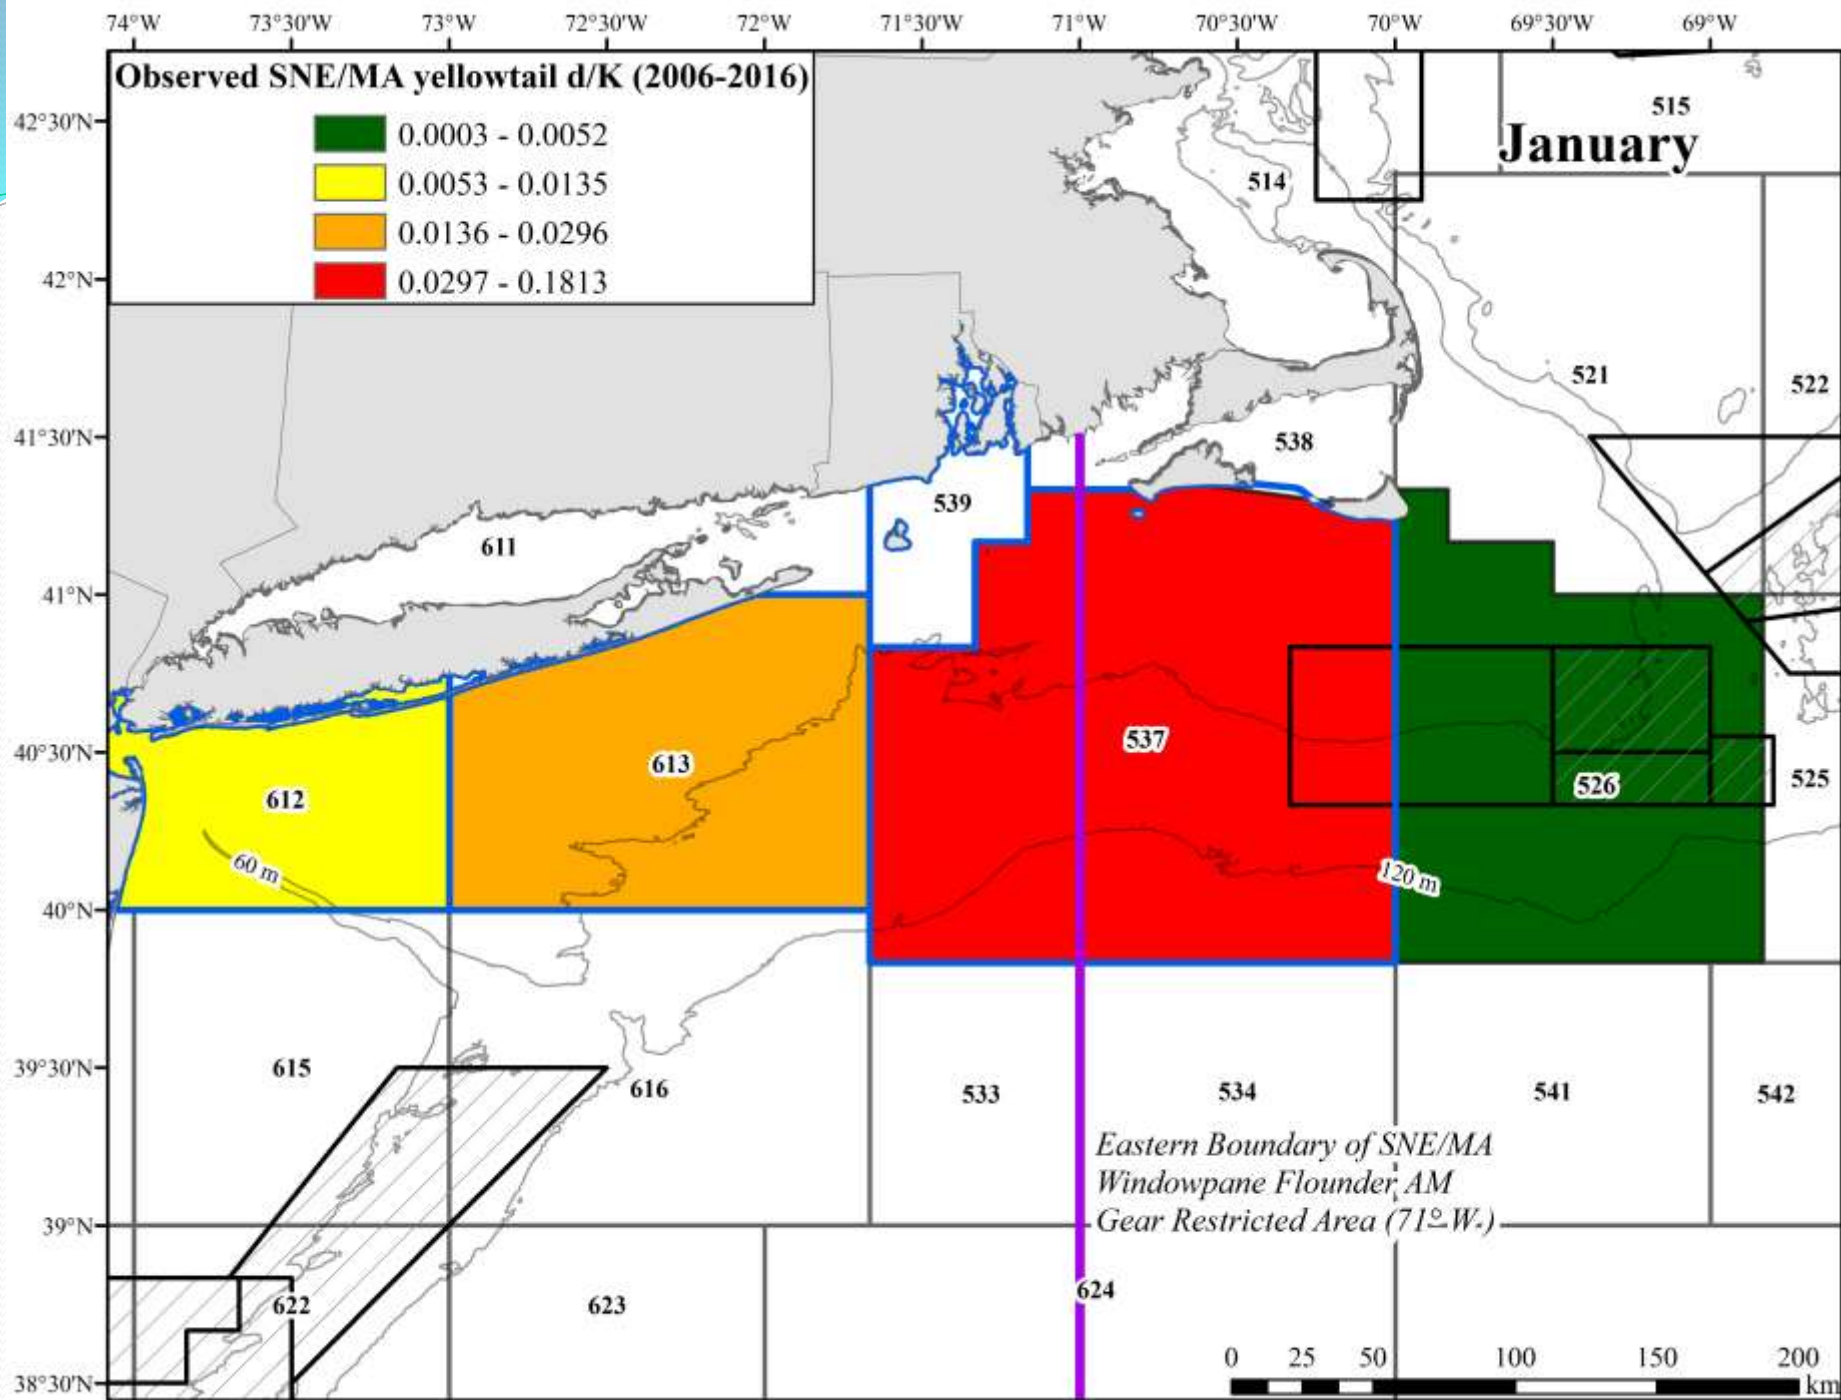 74°W 73°30'W 73°W 72°30'W 72°W 71°30'W 71°W 70°30'W 70°W 69°30'W 69°W
Observed SNE/MA yellowtail d/K (2006-2016)
0.0003 - 0.0052
0.0053 - 0.0135
0.0136 - 0.0296
0.0297 - 0.1813
January
42°30'N
42°N
41°30'N
41°N
40°30'N
40°N
39°30'N
39°N
38°30'N
515
514
521
522
538
539
611
537
613
612
526
525
60 m
120 m
615
616
533
534
541
542
Eastern Boundary of SNE/MA
Windowpane Flounder AM
Gear Restricted Area (71° W.)
622
623
624
0 25 50 100 150 200
km